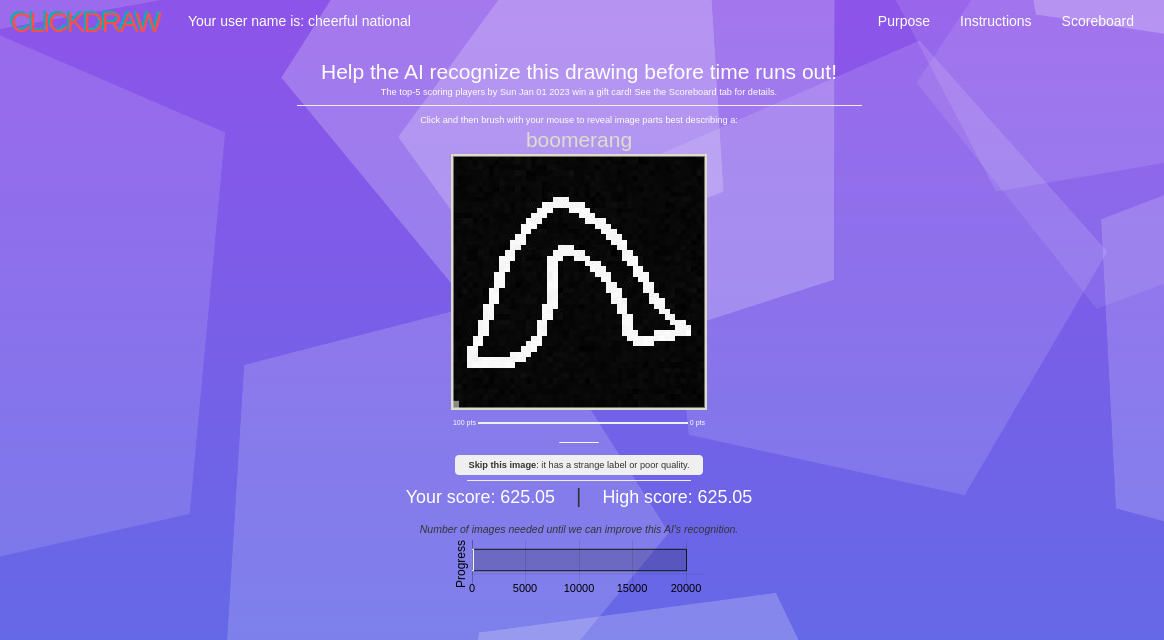 CLICKDRAW
Your user name is: cheerful national
Purpose
Instructions
Scoreboard
Help the AI recognize this drawing before time runs out!
The top-5 scoring players by Sun Jan 01 2023 win a gift card! See the Scoreboard tab for details.
Click and then brush with your mouse to reveal image parts best describing a:
boomerang
100 pts
0 pts
Skip this image: it has a strange label or poor quality.
Your score: 625.05 | High score: 625.05
Number of images needed until we can improve this AI's recognition.
Progress
0 5000 10000 15000 20000